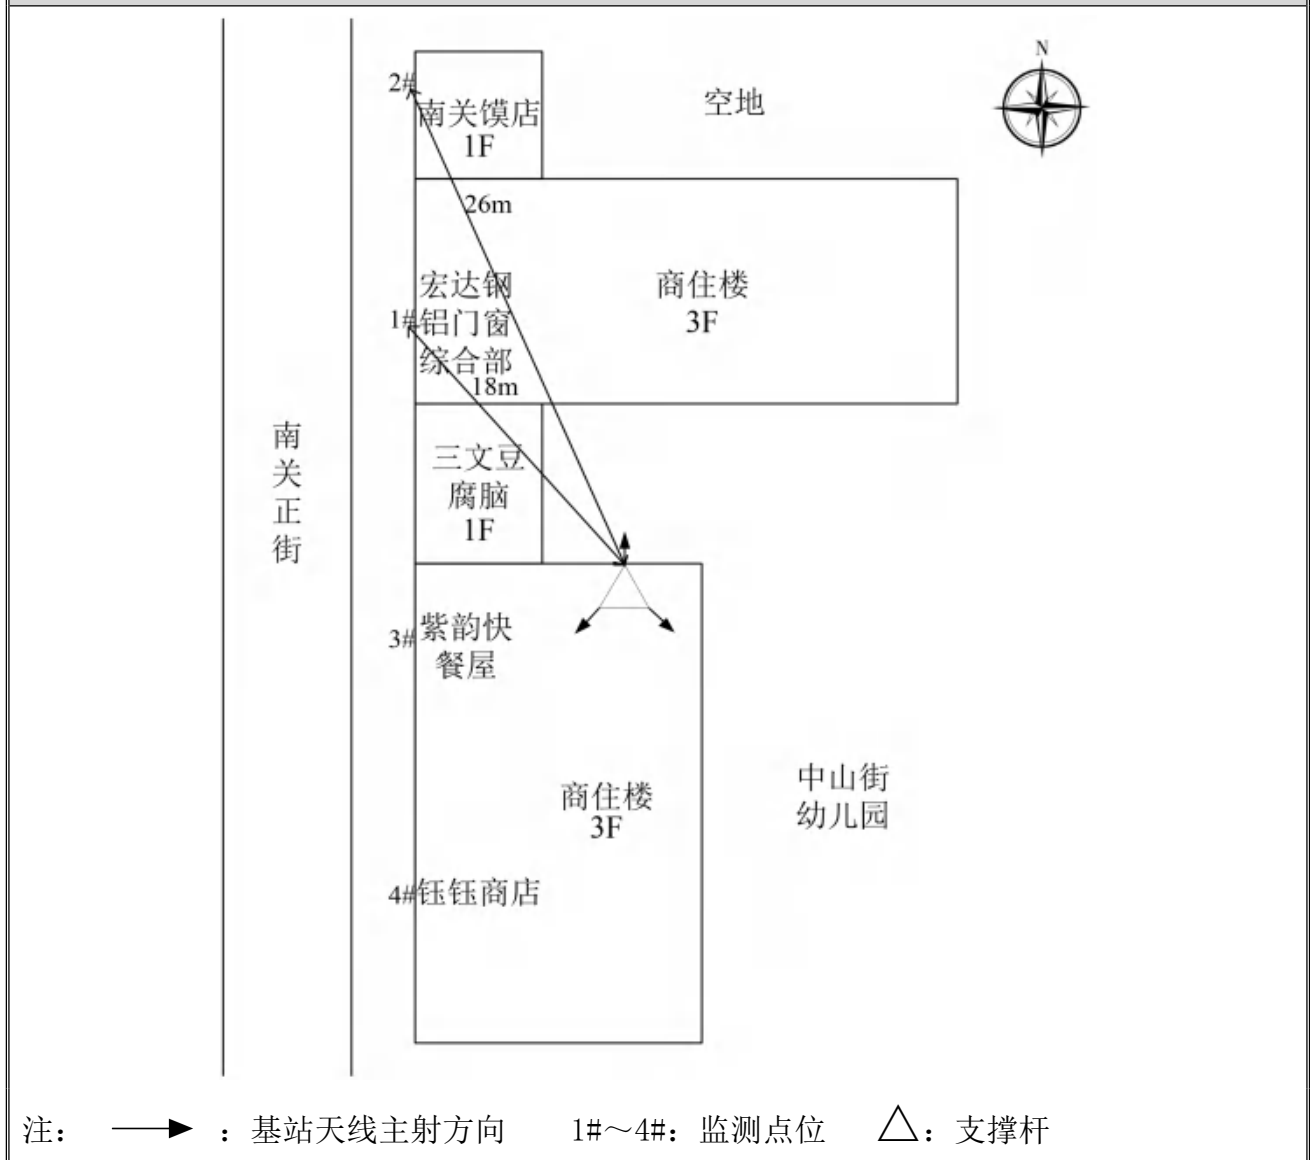 N
2#
南关馍店
1F
空地
26m
宏达钢
铝门窗
综合部
1#
商住楼
3F
18m
三文豆
腐脑
1F
南
关
正
街
3#
紫韵快
餐屋
商住楼
3F
中山街
幼儿园
4#
钰钰商店
注： ：基站天线主射方向 1#～4#：监测点位 ：支撑杆